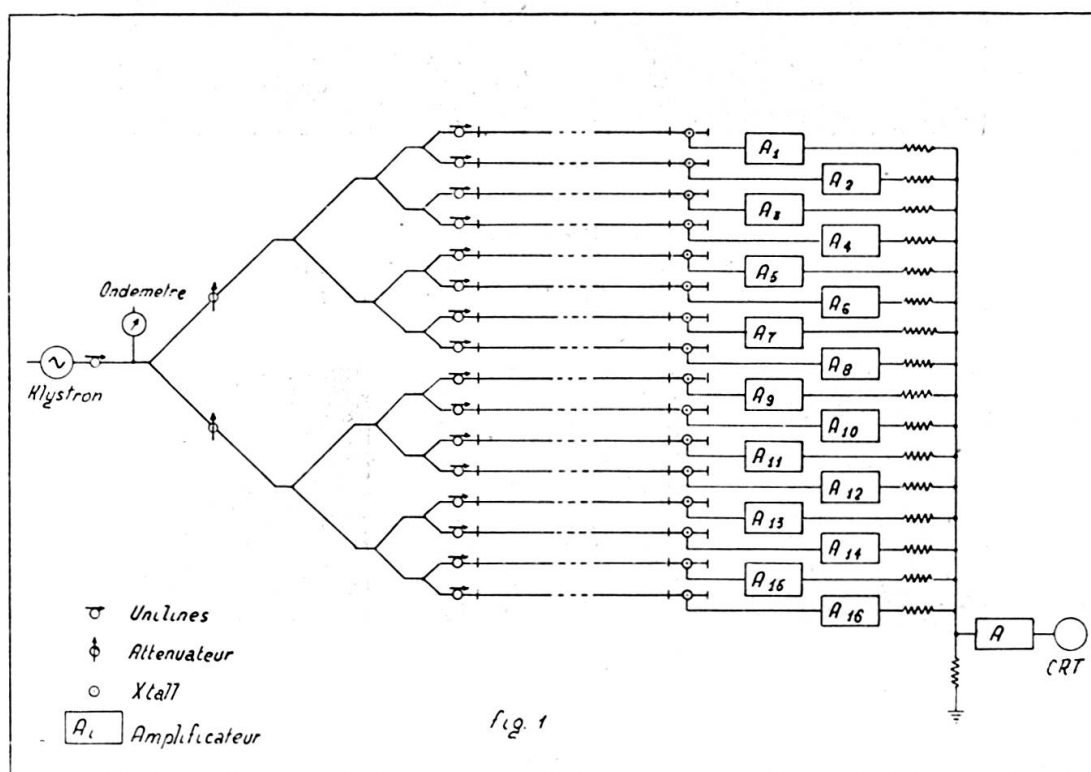 Ondemetre
Klystron
A1
A2
A3
A4
A5
A6
A7
A8
A9
A10
A11
A12
A13
A14
A15
A16
A
CRT
Unilines
Attenuateur
Xtall
Ai Amplificateur
fig. 1